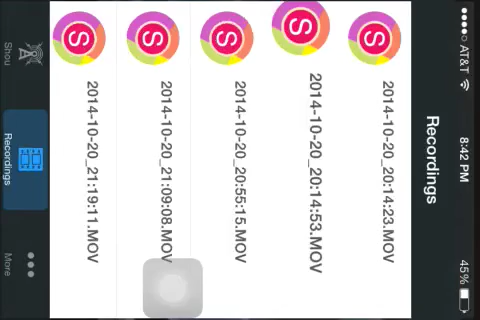 AT&T 8:42 PM 45%
Recordings
S 2014-10-20_20:14:23.MOV
S 2014-10-20_20:14:53.MOV
S 2014-10-20_20:55:15.MOV
S 2014-10-20_21:09:08.MOV
S 2014-10-20_21:19:11.MOV
Shou Recordings More